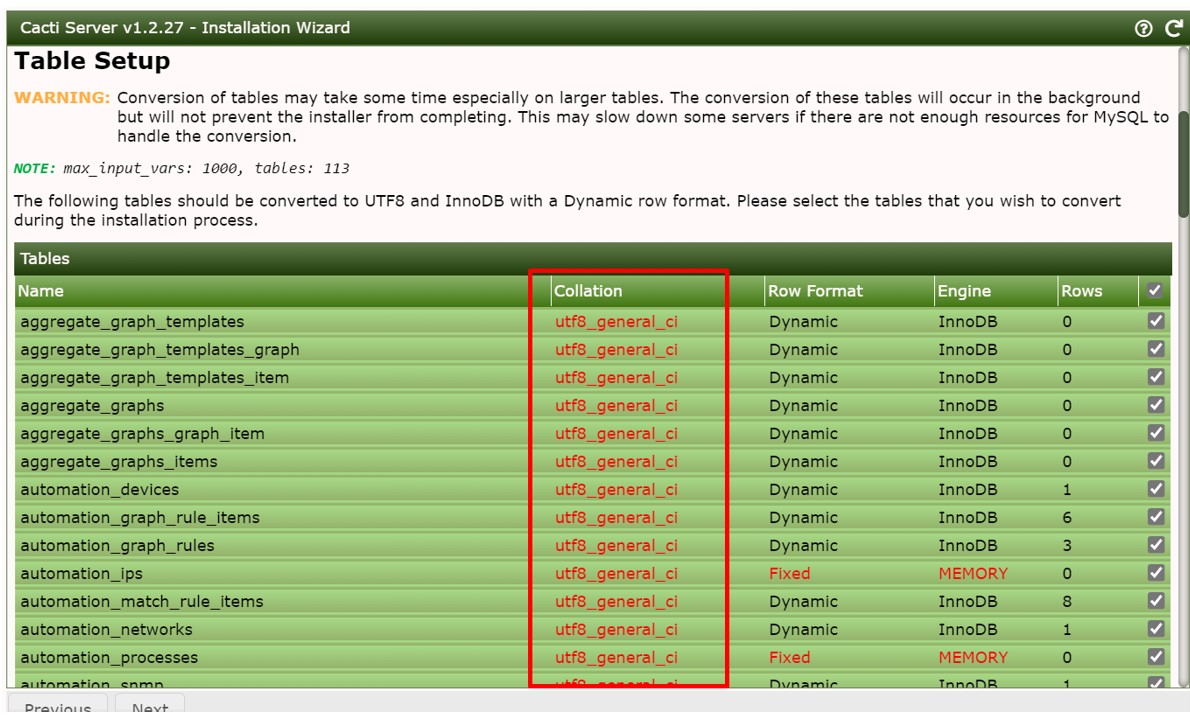 Cacti Server v1.2.27 - Installation Wizard
Table Setup
WARNING: Conversion of tables may take some time especially on larger tables. The conversion of these tables will occur in the background
but will not prevent the installer from completing. This may slow down some servers if there are not enough resources for MySQL to
handle the conversion.
NOTE: max_input_vars: 1000, tables: 113
The following tables should be converted to UTF8 and InnoDB with a Dynamic row format. Please select the tables that you wish to convert
during the installation process.
Tables
Name Collation Row Format Engine Rows
aggregate_graph_templates utf8_general_ci Dynamic InnoDB 0
aggregate_graph_templates_graph utf8_general_ci Dynamic InnoDB 0
aggregate_graph_templates_item utf8_general_ci Dynamic InnoDB 0
aggregate_graphs utf8_general_ci Dynamic InnoDB 0
aggregate_graphs_graph_item utf8_general_ci Dynamic InnoDB 0
aggregate_graphs_items utf8_general_ci Dynamic InnoDB 0
automation_devices utf8_general_ci Dynamic InnoDB 1
automation_graph_rule_items utf8_general_ci Dynamic InnoDB 6
automation_graph_rules utf8_general_ci Dynamic InnoDB 3
automation_ips utf8_general_ci Fixed MEMORY 0
automation_match_rule_items utf8_general_ci Dynamic InnoDB 8
automation_networks utf8_general_ci Dynamic InnoDB 1
automation_processes utf8_general_ci Fixed MEMORY 0
automation_snmp utf8_general_ci Dynamic InnoDB 1
Previous Next